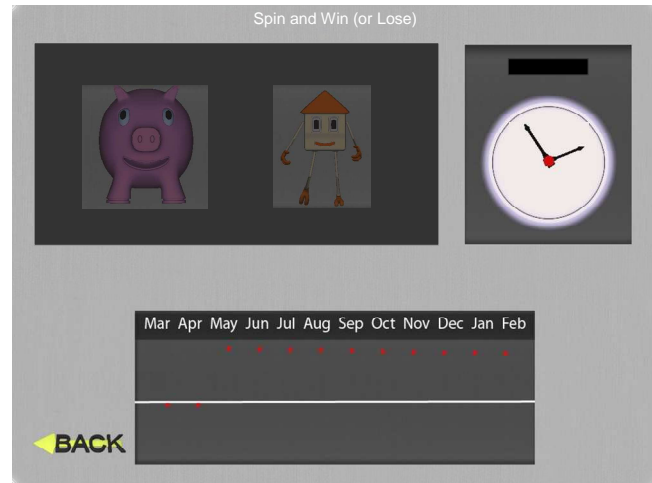 Spin and Win (or Lose)
Mar Apr May Jun Jul Aug Sep Oct Nov Dec Jan Feb
BACK